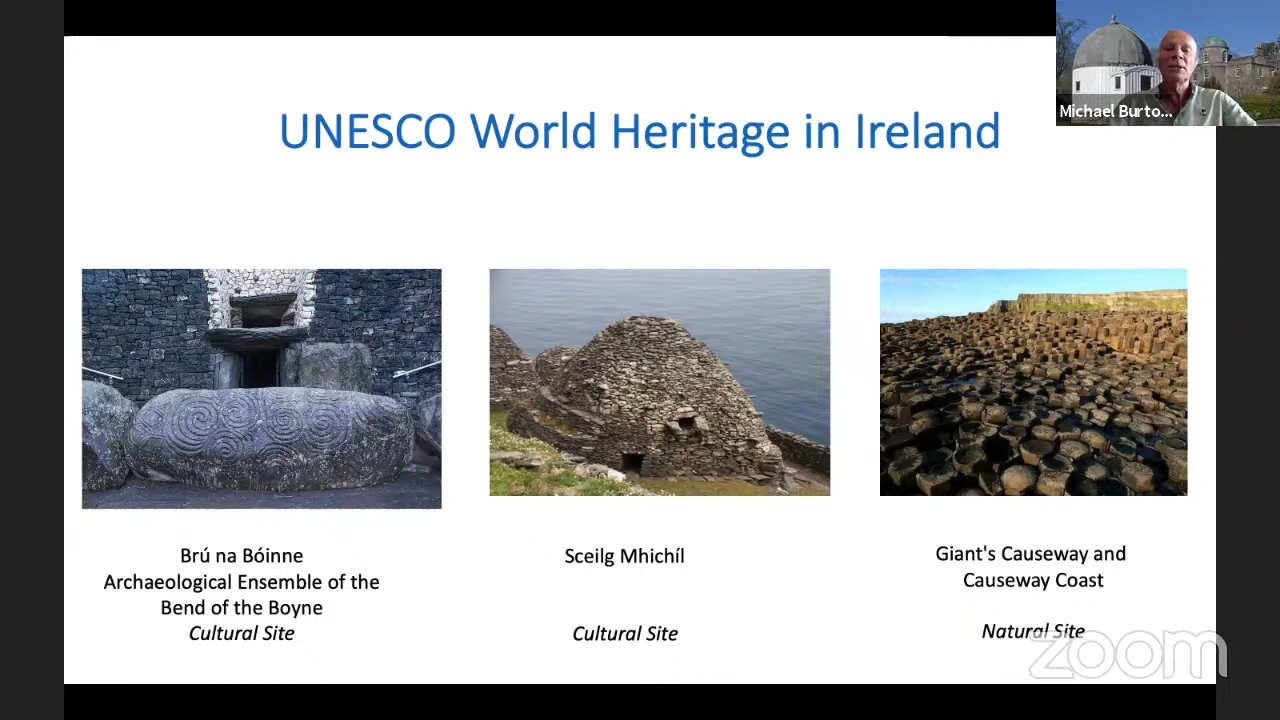 UNESCO World Heritage in Ireland
Michael Burto...
Brú na Bóinne
Archaeological Ensemble of the
Bend of the Boyne
Cultural Site
Sceilg Mhichíl
Cultural Site
Giant's Causeway and
Causeway Coast
Natural Site
zoom